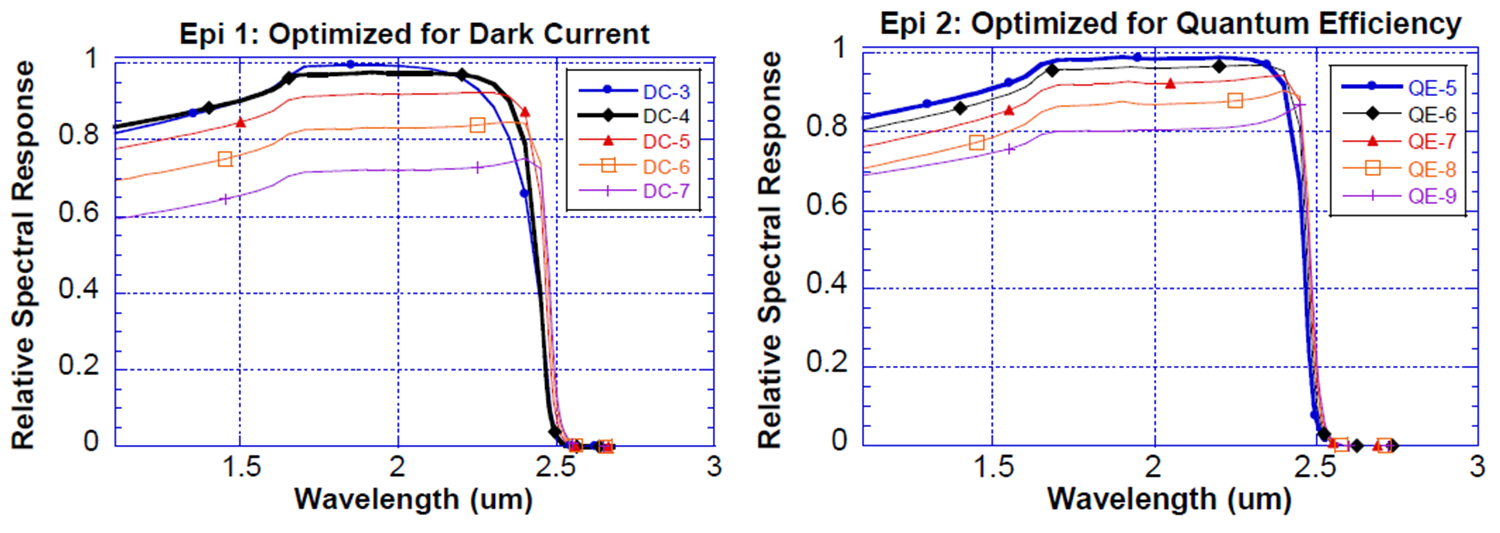 Epi 1: Optimized for Dark Current
Relative Spectral Response
1
0.8
0.6
0.4
0.2
0
1.5
2
2.5
3
Wavelength (um)
DC-3
DC-4
DC-5
DC-6
DC-7
Epi 2: Optimized for Quantum Efficiency
Relative Spectral Response
1
0.8
0.6
0.4
0.2
0
1.5
2
2.5
3
Wavelength (um)
QE-5
QE-6
QE-7
QE-8
QE-9